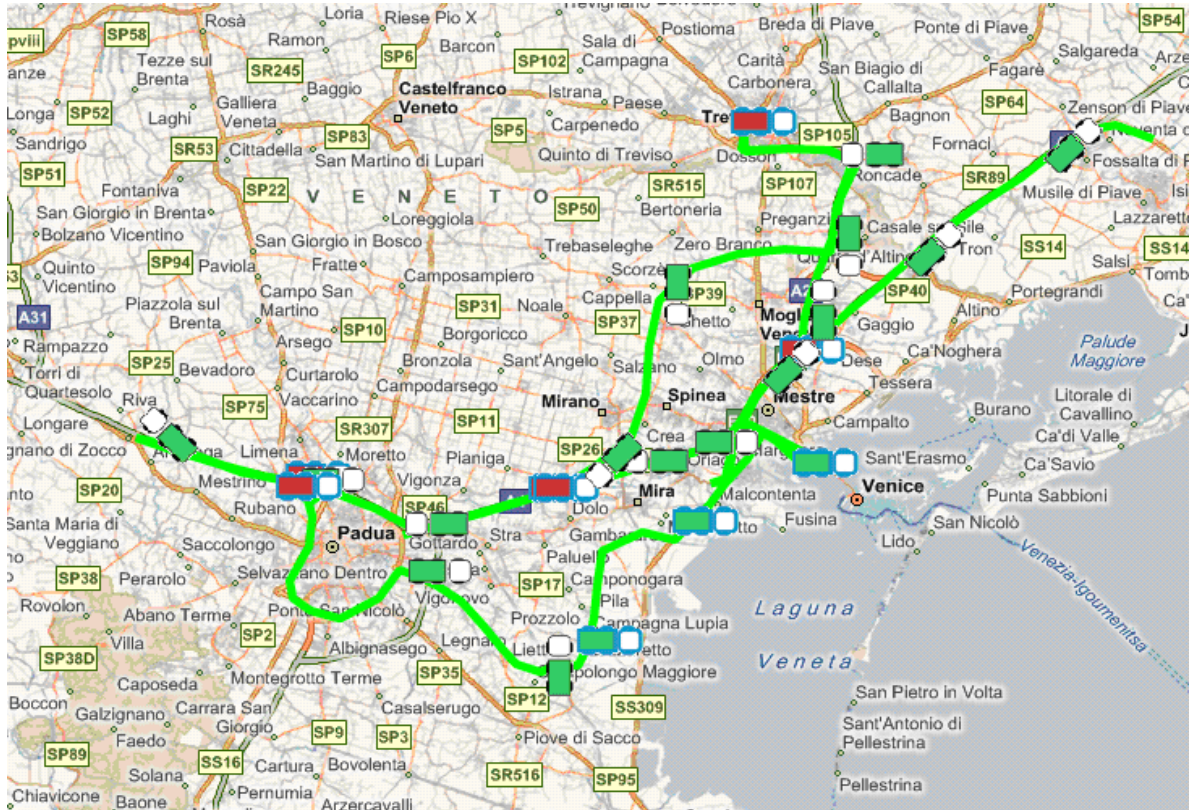 Rosà
Loria
Riese Pio X
Trevignano
Postioma
Breda di Piave
Ponte di Piave
SP54
pviii
SP58
Ramon
SP6
Barcon
Sala di
Campagna
Carità
Carbonera
San Biagio di
Callalta
Salgareda
Tezze sul
Brenta
SR245
Baggio
SP102
Istrana
Paese
Fagarè
SP64
Zenson di Piave
Longa
SP52
Laghi
Galliera
Veneta
Castelfranco
Veneto
SP5
Carpenedo
SP105
Bagnon
Sandrigo
SR53
Cittadella
SP83
San Martino di Lupari
Quinto di Treviso
Dosson
Fornaci
Fossalta di P
SP51
Fontaniva
SP22
VENETO
SR515
SP107
Roncade
SR89
Musile di Piave
San Giorgio in Brenta
Bolzano Vicentino
Loreggiola
SP50
Bertoneria
Preganzi
Lazzaretto
SP94
Paviola
San Giorgio in Bosco
Fratte
Trebaseleghe
Zero Branco
Tron
SS14
SS14
Quinto
Vicentino
Camposampiero
Scorzè
SP39
Salsi
A31
Piazzola sul
Brenta
Campo San
Martino
SP31
Noale
Cappella
SP40
Portegrandi
Rampazzo
SP10
Borgoricco
SP37
Gaggio
Altino
Torri di
Quartesolo
SP25
Arsego
Bronzola
Sant'Angelo
Salzano
Olmo
Dese
Ca'Noghera
Palude
Maggiore
Bevadoro
Curtarolo
Campodarsego
Tessera
Riva
SP75
Vaccarino
Mirano
Spinea
Mestre
Burano
Litorale di
Cavallino
Longare
Limena
SR307
SP11
Crea
Campalto
Ca'di Valle
Moretto
Pianiga
SP26
Sant'Erasmo
Ca'Savio
SP20
Mestrino
Vigonza
Mira
Malcontenta
Venice
Punta Sabbioni
Rubano
SP46
Dolo
Fusina
San Nicolò
Santa Maria di
Veggiano
Saccolongo
Padua
Stra
Lido
Venezia-Igoumenitsa
SP38
Perarolo
Selvazzano Dentro
Paluello
Camponogara
Rovolon
Abano Terme
Vigonovo
SP17
Pila
Laguna
Veneta
Villa
SP2
Prozzolo
Campagna Lupia
SP38D
Albignasego
Legnaro
Montegrotto Terme
SP35
SP12
San Pietro in Volta
Caposeda
Boccon
Carrara San
Giorgio
Casalserugo
SS309
Sant'Antonio di
Pellestrina
Galzignano
SP9
SP3
Piove di Sacco
Faedo
SP89
SS16
Cartura
Bovolenta
SR516
SP95
Solana
Pernumia
Pellestrina
Chiavicone
Baone
Arzercavalli